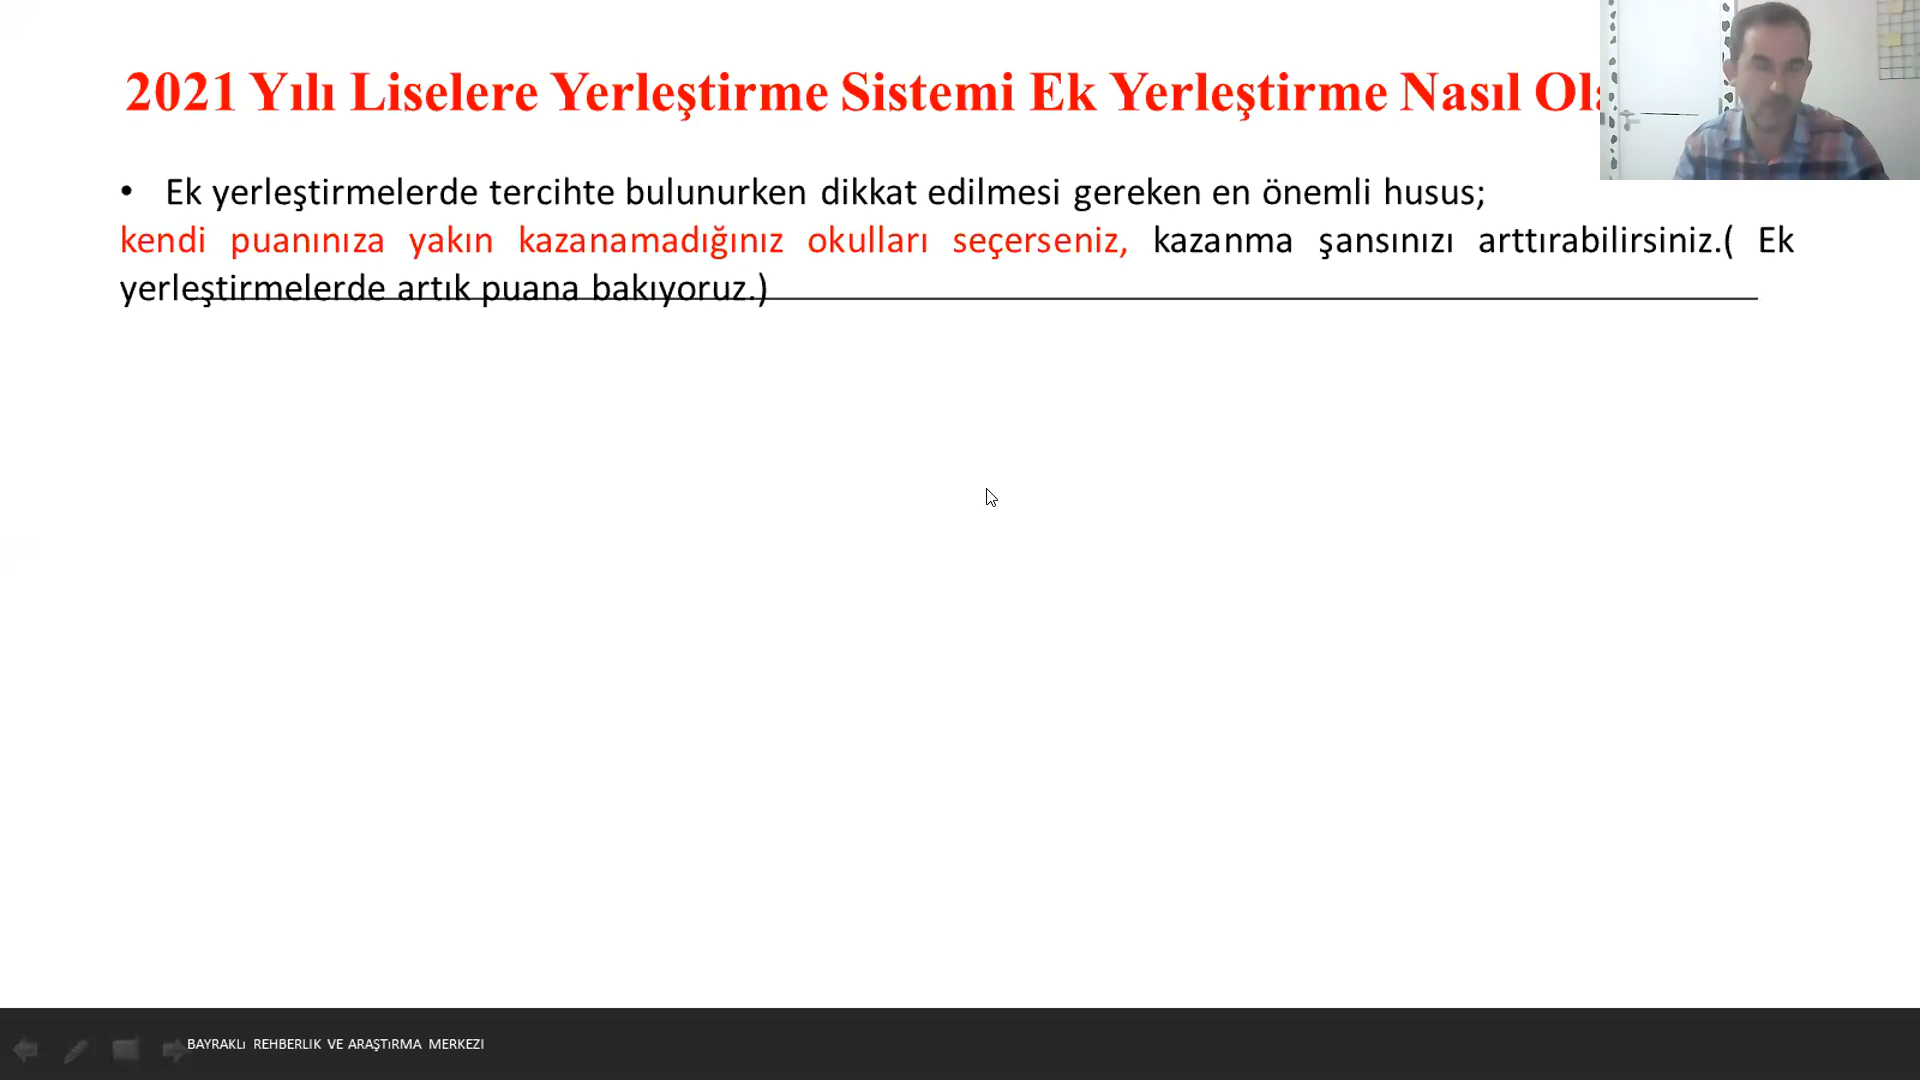 2021 Yılı Liselere Yerleştirme Sistemi Ek Yerleştirme Nasıl
• Ek yerleştirmelerde tercihte bulunurken dikkat edilmesi gereken en önemli husus;
kendi puanınıza yakın kazanamadığınız okulları seçerseniz, kazanma şansınızı arttırabilirsiniz.( Ek
yerleştirmelerde artık puana bakıyoruz.)
BAYRAKLı REHBERLIK VE ARAŞTıRMA MERKEZI